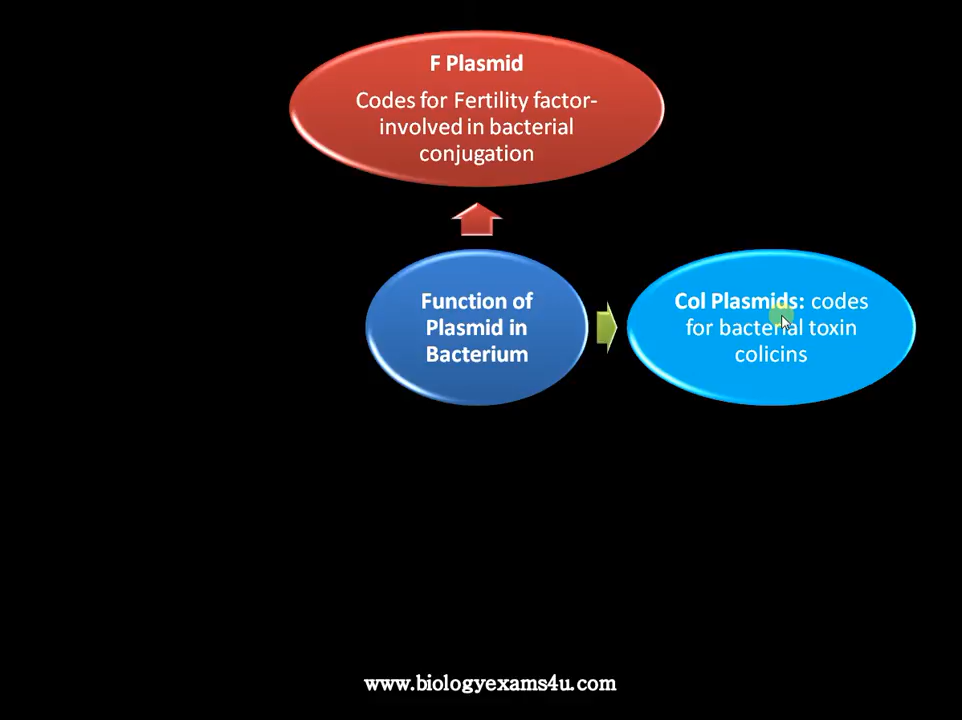 F Plasmid
Codes for Fertility factor-
involved in bacterial
conjugation
Function of
Plasmid in
Bacterium
Col Plasmids: codes
for bacterial toxin
colicins
www.biologyexams4u.com